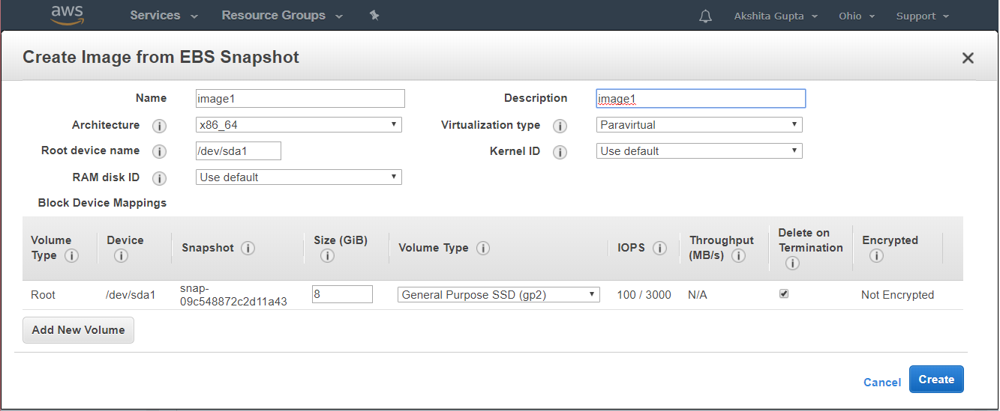 aws Services Resource Groups Akshita Gupta Ohio Support
Create Image from EBS Snapshot
Name image1 Description image1
Architecture x86_64 Virtualization type Paravirtual
Root device name /dev/sda1 Kernel ID Use default
RAM disk ID Use default
Block Device Mappings
Volume Type Device Snapshot Size (GiB) Volume Type IOPS Throughput (MB/s) Delete on Termination Encrypted
Root /dev/sda1 snap-09c548872c2d11a43 8 General Purpose SSD (gp2) 100 / 3000 N/A Not Encrypted
Add New Volume
Cancel Create